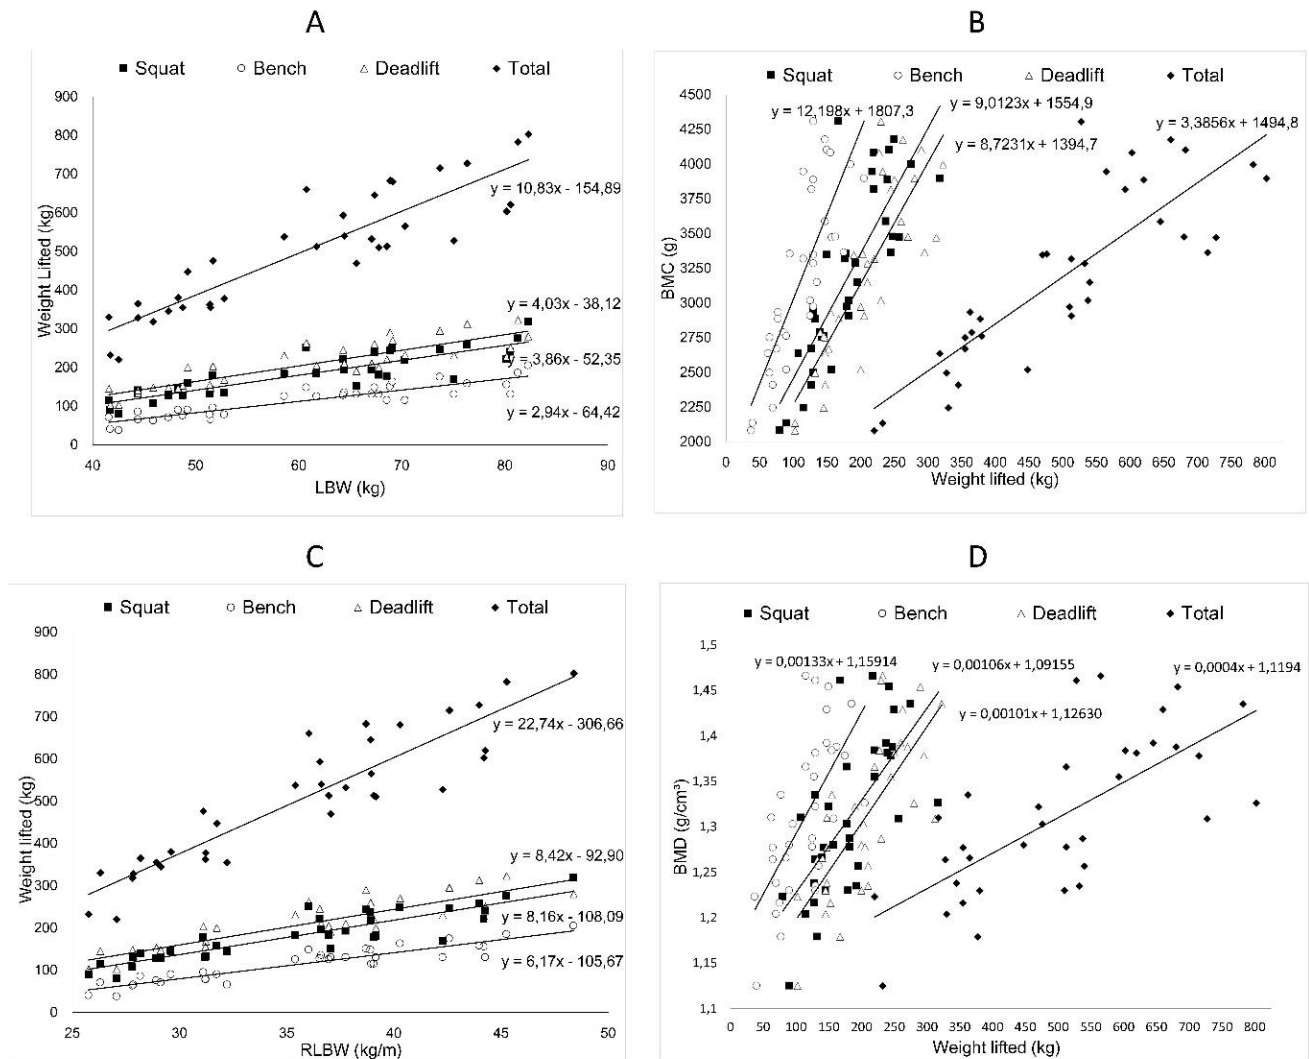 A
Squat Bench Deadlift Total
900
800
700
600
500
400
300
200
100
0
Weight Lifted (kg)
y = 10,83x - 154,89
y = 4,03x - 38,12
y = 3,86x - 52,35
y = 2,94x - 64,42
40 50 60 70 80 90
LBW (kg)
B
Squat Bench Deadlift Total
4500
4250
4000
3750
3500
3250
3000
2750
2500
2250
2000
BMC (g)
y = 12,198x + 1807,3
y = 9,0123x + 1554,9
y = 8,7231x + 1394,7
y = 3,3856x + 1494,8
0 50 100 150 200 250 300 350 400 450 500 550 600 650 700 750 800
Weight lifted (kg)
C
Squat Bench Deadlift Total
900
800
700
600
500
400
300
200
100
0
Weight lifted (kg)
y = 22,74x - 306,66
y = 8,42x - 92,90
y = 8,16x - 108,09
y = 6,17x - 105,67
25 30 35 40 45 50
RLBW (kg/m)
D
Squat Bench Deadlift Total
1,5
1,45
1,4
1,35
1,3
1,25
1,2
1,15
1,1
BMD (g/cm³)
y = 0,00133x + 1,15914
y = 0,00106x + 1,09155
y = 0,00101x + 1,12630
y = 0,0004x + 1,1194
0 50 100 150 200 250 300 350 400 450 500 550 600 650 700 750 800
Weight lifted (kg)